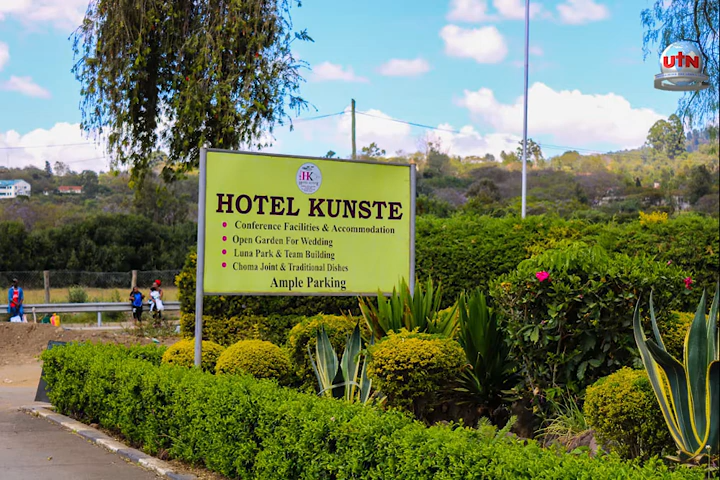 UTN
HK
HOTEL KUNSTE
Conference Facilities & Accommodation
Open Garden For Wedding
Luna Park & Team Building
Choma Joint & Traditional Dishes
Ample Parking